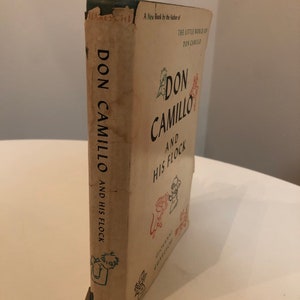 A New Book by the Author of
THE LITTLE WORLD OF
DON CAMILLO
DON
CAMILLO
AND
HIS FLOCK
DON CAMILLO AND HIS FLOCK